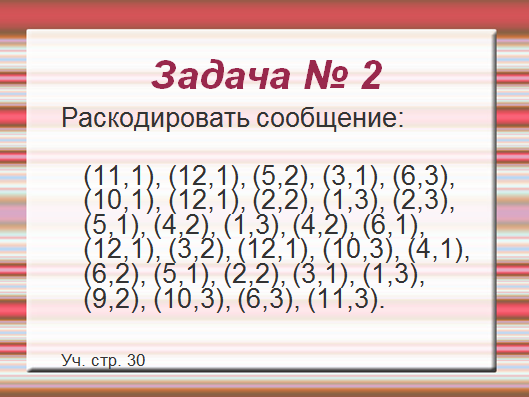 Задача № 2
Раскодировать сообщение:
(11,1), (12,1), (5,2), (3,1), (6,3),
(10,1), (12,1), (2,2), (1,3), (2,3),
(5,1), (4,2), (1,3), (4,2), (6,1),
(12,1), (3,2), (12,1), (10,3), (4,1),
(6,2), (5,1), (2,2), (3,1), (1,3),
(9,2), (10,3), (6,3), (11,3).
Уч. стр. 30